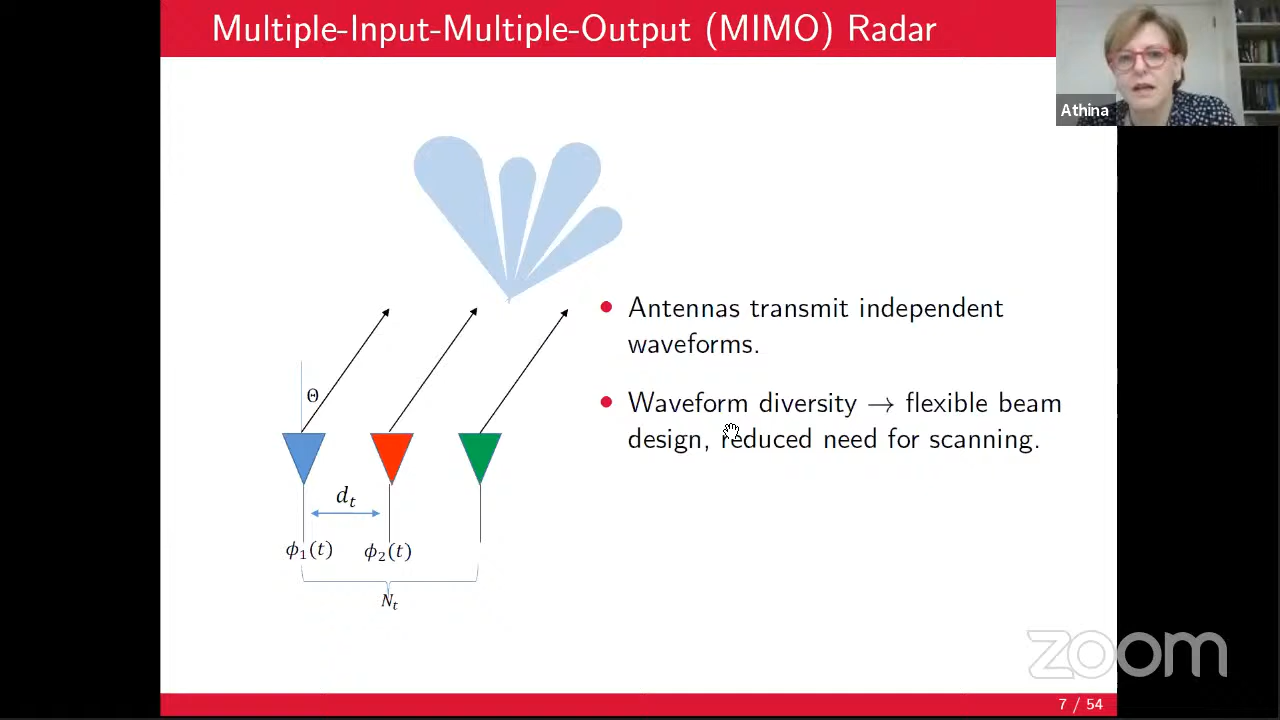 Multiple-Input-Multiple-Output (MIMO) Radar
Athina
• Antennas transmit independent
waveforms.
Θ
• Waveform diversity → flexible beam
design, reduced need for scanning.
d_t
ϕ_1(t) ϕ_2(t)
N_t
zoom
7 / 54